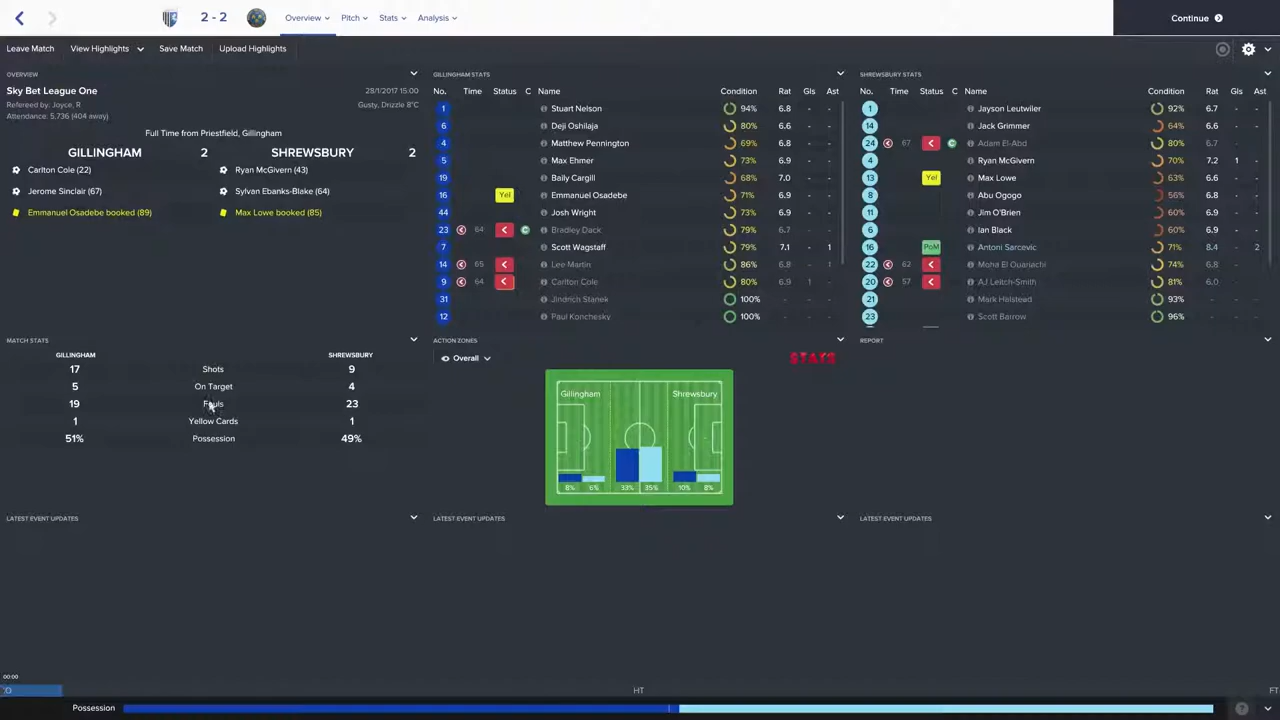 2 - 2 Overview Pitch Stats Analysis Continue
Leave Match View Highlights Save Match Upload Highlights
OVERVIEW
Sky Bet League One 28/1/2017 15:00
Refereed by: Joyce, R Gusty, Drizzle 8°C
Attendance: 5,736 (404 away)
Full Time from Priestfield, Gillingham
GILLINGHAM 2 SHREWSBURY 2
Carlton Cole (22) Ryan McGivern (43)
Jerome Sinclair (67) Sylvan Ebanks-Blake (64)
Emmanuel Osadebe booked (89) Max Lowe booked (85)
GILLINGHAM STATS
No. Time Status C Name Condition Rat Gls Ast
1 Stuart Nelson 94% 6.8 - -
6 Deji Oshilaja 80% 6.6 - -
4 Matthew Pennington 69% 6.8 - -
5 Max Ehmer 73% 6.9 - -
19 Baily Cargill 68% 7.0 - -
16 Yel Emmanuel Osadebe 71% 6.9 - -
44 Josh Wright 73% 6.9 - -
23 64 C Bradley Dack 79% 6.7 - -
7 Scott Wagstaff 79% 7.1 - 1
14 65 Lee Martin 86% 6.8 - 1
9 64 Carlton Cole 80% 6.9 1 -
31 Jindrich Stanek 100% - - -
12 Paul Konchesky 100% - - -
SHREWSBURY STATS
No. Time Status C Name Condition Rat Gls Ast
1 Jayson Leutwiler 92% 6.7 - -
14 Jack Grimmer 64% 6.6 - -
24 67 C Adam El-Abd 80% 6.7 - -
4 Ryan McGivern 70% 7.2 1 -
13 Yel Max Lowe 63% 6.6 - -
8 Abu Ogogo 56% 6.8 - -
11 Jim O'Brien 60% 6.9 - -
6 Ian Black 60% 6.9 - -
16 PoM Antoni Sarcevic 71% 8.4 - 2
22 62 Moha El Ouariachi 74% 6.8 - -
20 57 AJ Leitch-Smith 81% 6.0 - -
21 Mark Halstead 93% - - -
23 Scott Barrow 96% - - -
MATCH STATS
GILLINGHAM SHREWSBURY
17 Shots 9
5 On Target 4
19 Fouls 23
1 Yellow Cards 1
51% Possession 49%
ACTION ZONES
Overall STATS
Gillingham Shrewsbury
8% 6% 33% 35% 10% 8%
REPORT
LATEST EVENT UPDATES LATEST EVENT UPDATES LATEST EVENT UPDATES
00:00
KO HT FT
Possession